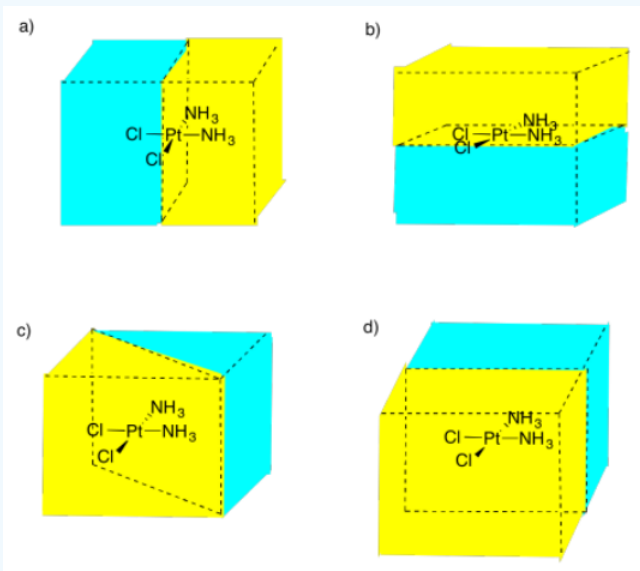 a)
b)
NH3
Cl Pt NH3
Cl
NH3
Cl Pt NH3
Cl
c)
d)
NH3
Cl Pt NH3
Cl
NH3
Cl Pt NH3
Cl